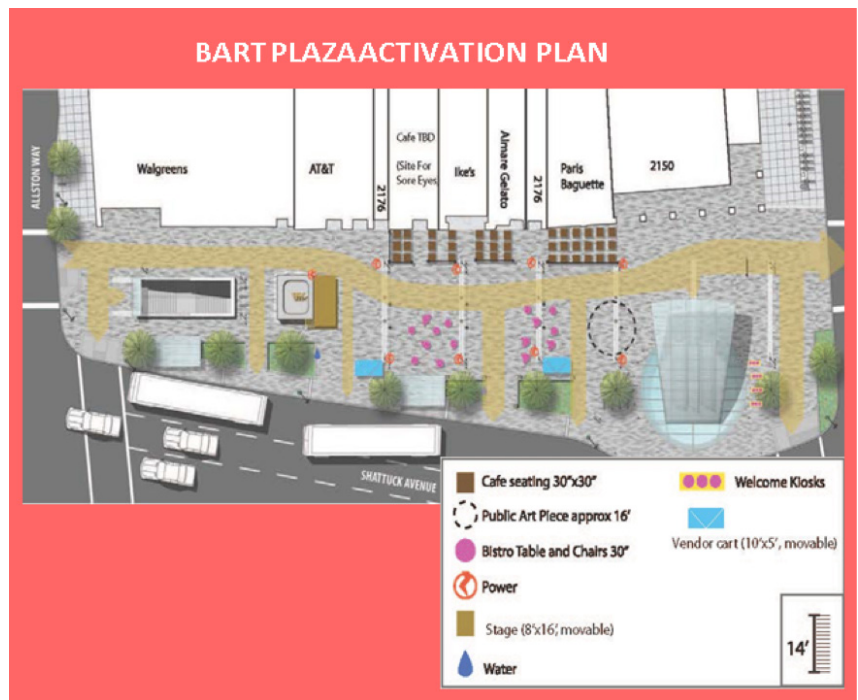 BART PLAZA ACTIVATION PLAN
ALLSTON WAY
Walgreens
AT&T
2176
Cafe TBD
(Site For
Sore Eyes)
Ike's
Almare Gelato
2176
Paris
Baguette
2150
SHATTUCK AVENUE
Cafe seating 30"x30"
Public Art Piece approx 16'
Bistro Table and Chairs 30"
Power
Stage (8'x16', movable)
Water
Welcome Kiosks
Vendor cart (10'x5', movable)
14'